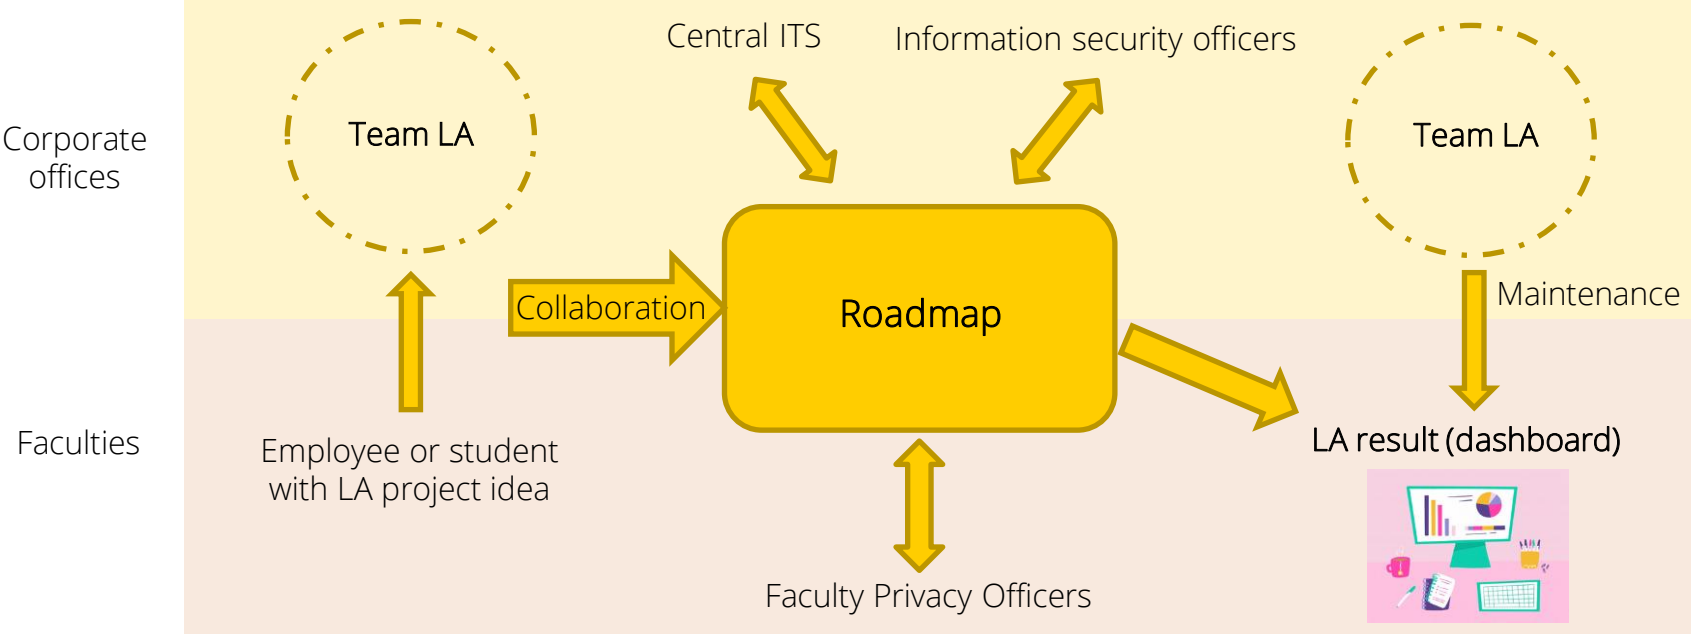 Central ITS
Information security officers
Team LA
Team LA
Corporate
offices
Maintenance
Collaboration
Roadmap
Faculties
LA result (dashboard)
Employee or student
with LA project idea
Faculty Privacy Officers